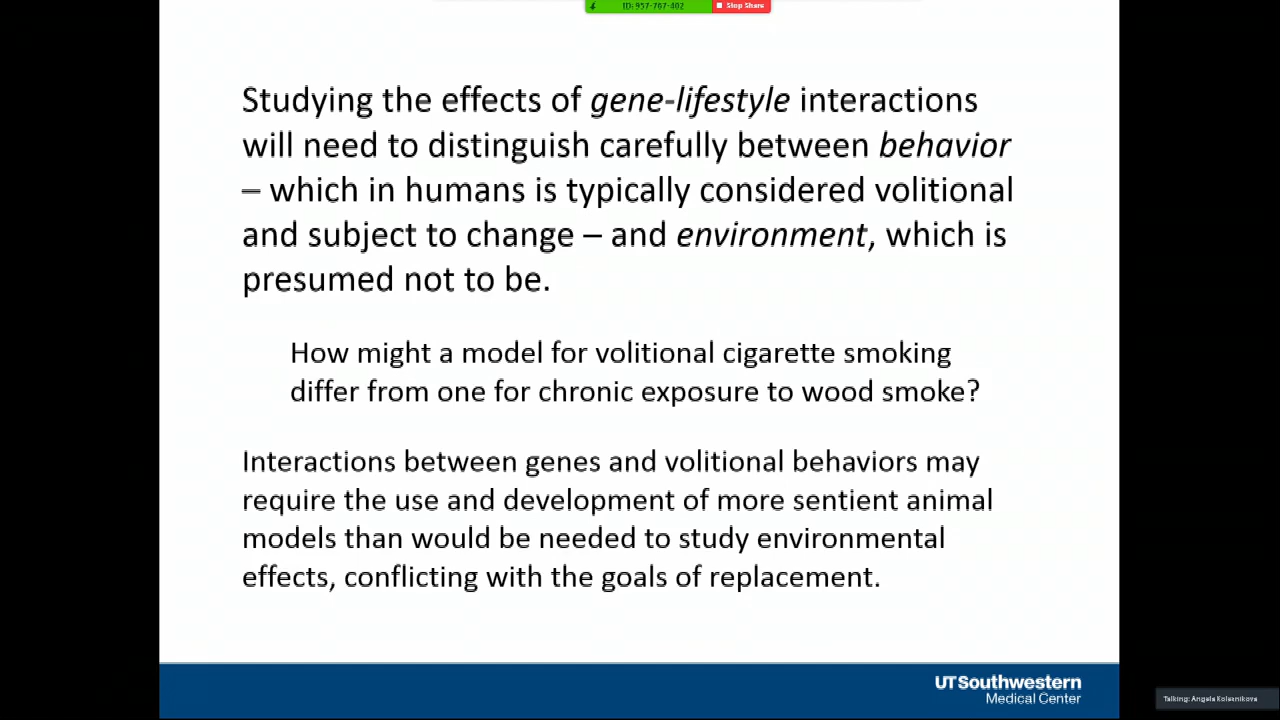 ID: 957-767-402 Stop Share
Studying the effects of gene-lifestyle interactions
will need to distinguish carefully between behavior
– which in humans is typically considered volitional
and subject to change – and environment, which is
presumed not to be.
How might a model for volitional cigarette smoking
differ from one for chronic exposure to wood smoke?
Interactions between genes and volitional behaviors may
require the use and development of more sentient animal
models than would be needed to study environmental
effects, conflicting with the goals of replacement.
UTSouthwestern
Medical Center
Talking: Angela Kolesnikova